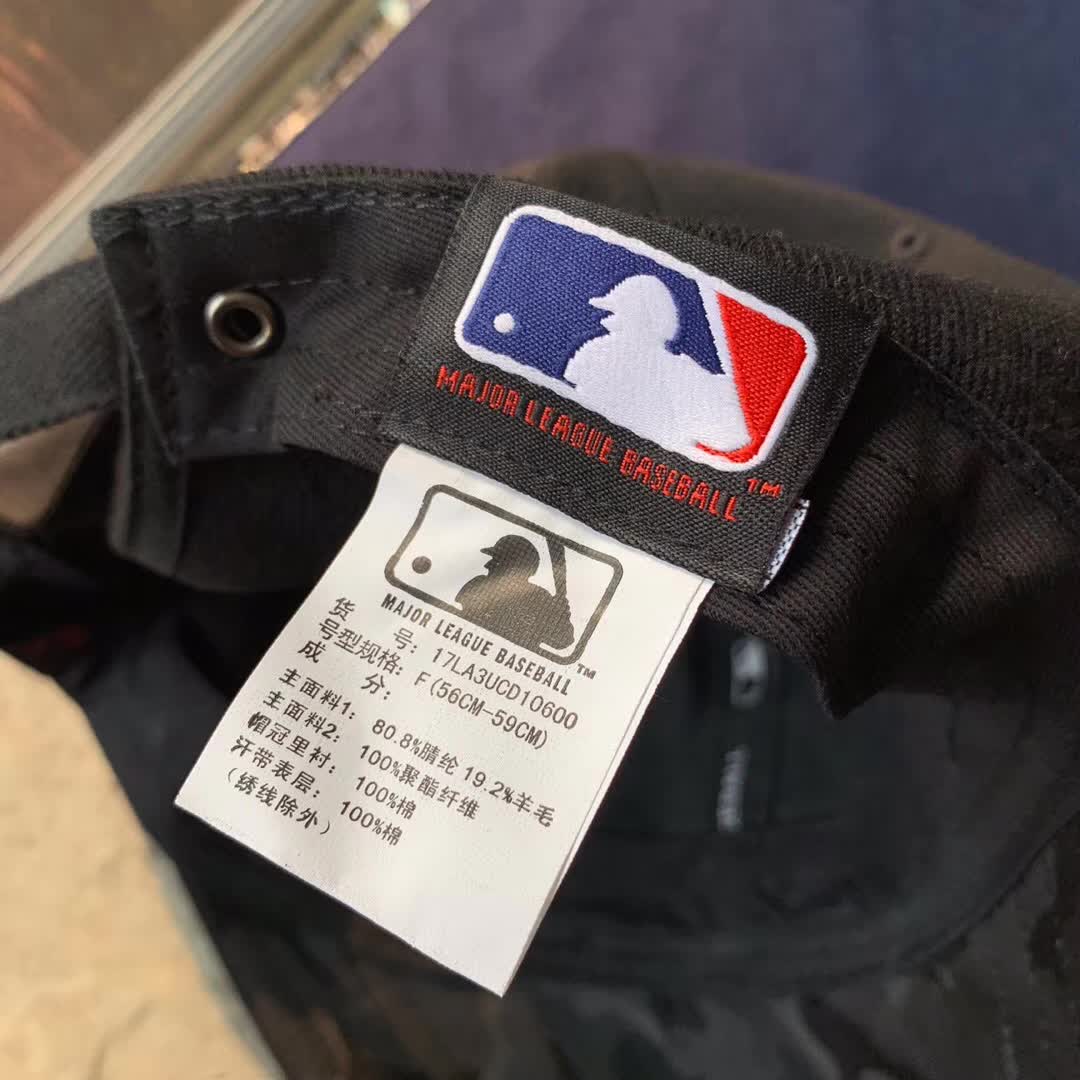 MAJOR LEAGUE BASEBALL™
MAJOR LEAGUE BASEBALL™
货 号: 17LA3UCD10600
号型规格: F(56CM-59CM)
成 分:
主面料1: 80.8%腈纶 19.2%羊毛
主面料2: 100%聚酯纤维
帽冠里衬: 100%棉
汗带表层: 100%棉
(绣线除外)